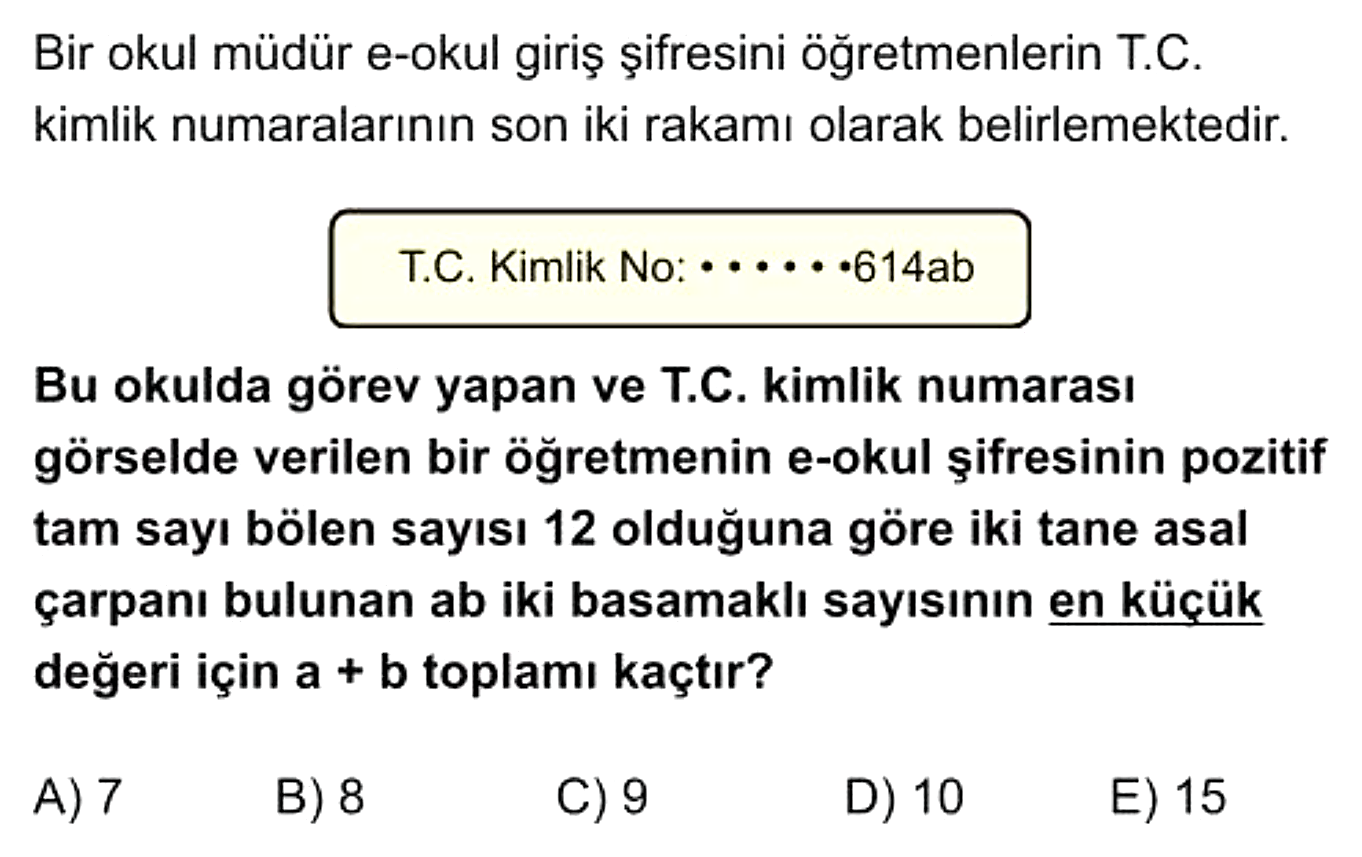 Bir okul müdür e-okul giriş şifresini öğretmenlerin T.C.
kimlik numaralarının son iki rakamı olarak belirlemektedir.
T.C. Kimlik No: • • • • • •614ab
Bu okulda görev yapan ve T.C. kimlik numarası
görselde verilen bir öğretmenin e-okul şifresinin pozitif
tam sayı bölen sayısı 12 olduğuna göre iki tane asal
çarpanı bulunan ab iki basamaklı sayısının en küçük
değeri için a + b toplamı kaçtır?
A) 7 B) 8 C) 9 D) 10 E) 15